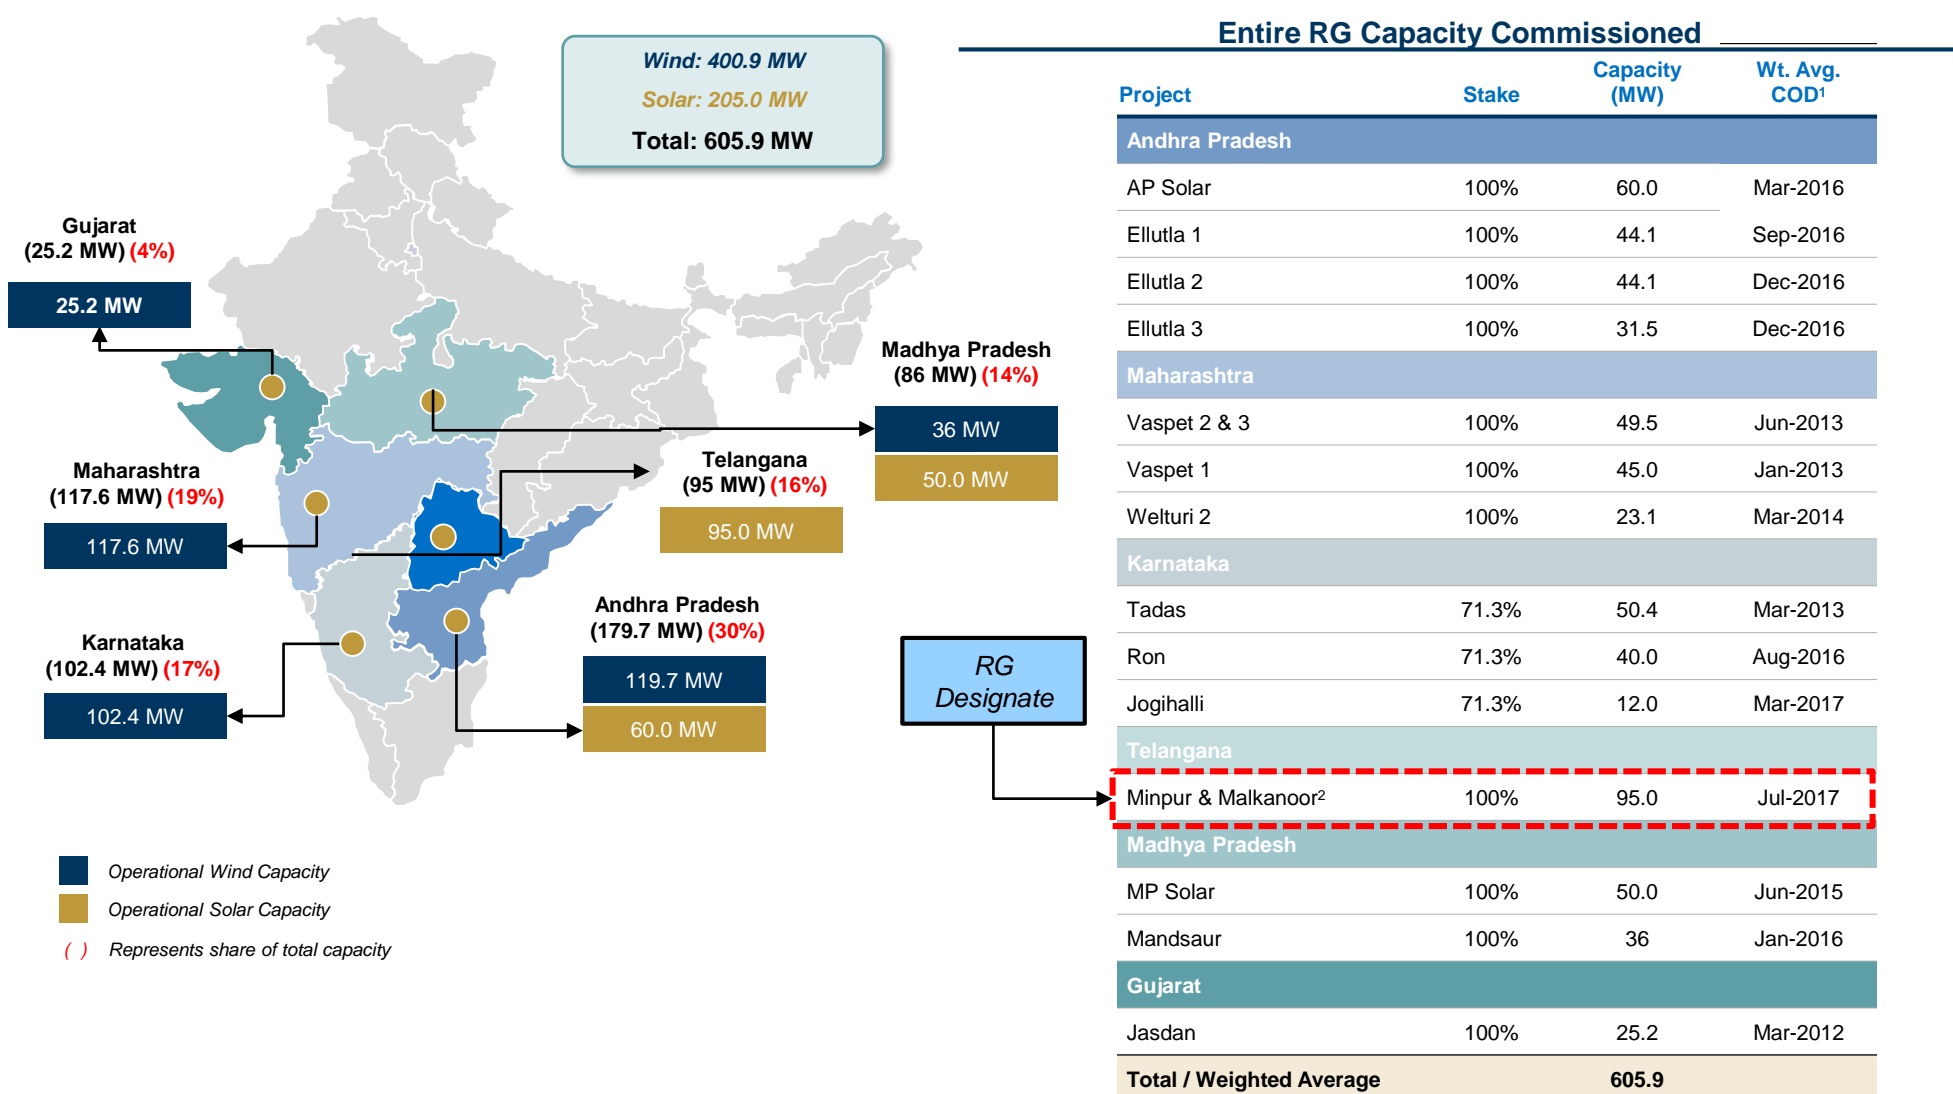 Wind: 400.9 MW
Solar: 205.0 MW
Total: 605.9 MW
Gujarat
(25.2 MW) (4%)
25.2 MW
Madhya Pradesh
(86 MW) (14%)
36 MW
50.0 MW
Maharashtra
(117.6 MW) (19%)
117.6 MW
Telangana
(95 MW) (16%)
95.0 MW
Andhra Pradesh
(179.7 MW) (30%)
119.7 MW
60.0 MW
Karnataka
(102.4 MW) (17%)
102.4 MW
Operational Wind Capacity
Operational Solar Capacity
( ) Represents share of total capacity
RG
Designate
Entire RG Capacity Commissioned
Project Stake Capacity (MW) Wt. Avg. COD¹
Andhra Pradesh
AP Solar 100% 60.0 Mar-2016
Ellutla 1 100% 44.1 Sep-2016
Ellutla 2 100% 44.1 Dec-2016
Ellutla 3 100% 31.5 Dec-2016
Maharashtra
Vaspet 2 & 3 100% 49.5 Jun-2013
Vaspet 1 100% 45.0 Jan-2013
Welturi 2 100% 23.1 Mar-2014
Karnataka
Tadas 71.3% 50.4 Mar-2013
Ron 71.3% 40.0 Aug-2016
Jogihalli 71.3% 12.0 Mar-2017
Telangana
Minpur & Malkanoor² 100% 95.0 Jul-2017
Madhya Pradesh
MP Solar 100% 50.0 Jun-2015
Mandsaur 100% 36 Jan-2016
Gujarat
Jasdan 100% 25.2 Mar-2012
Total / Weighted Average 605.9